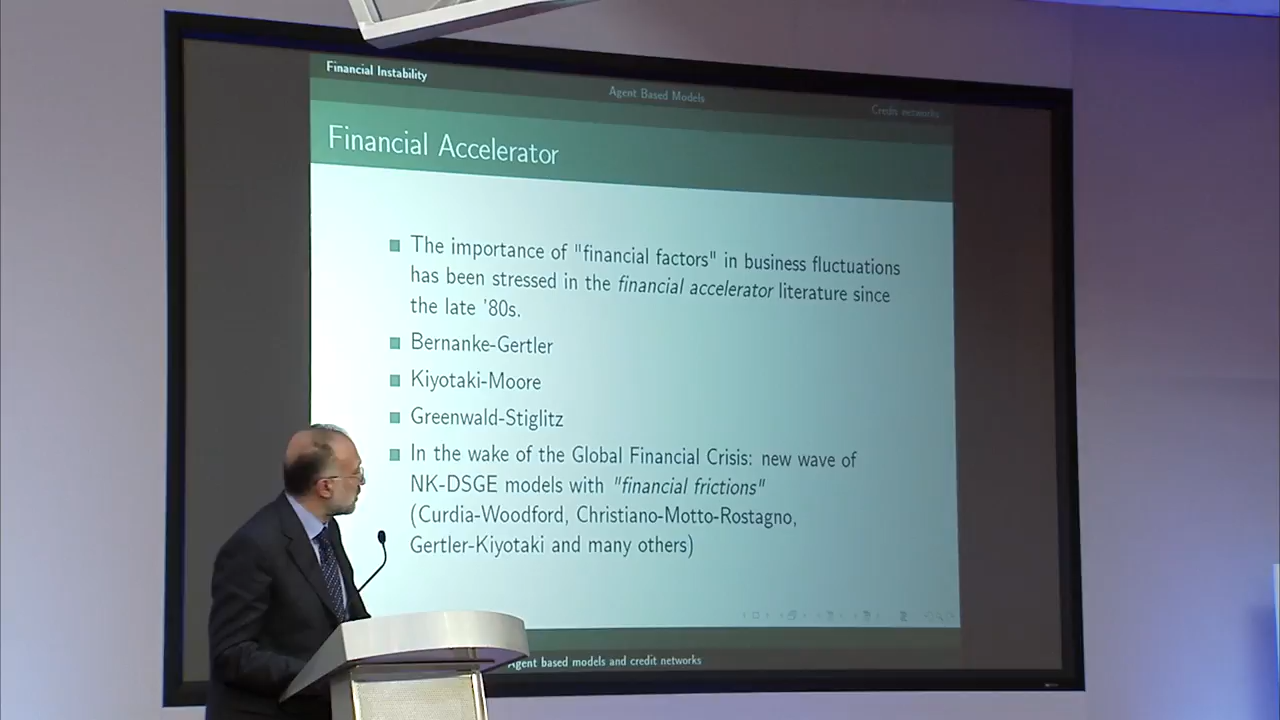 Financial Instability
Agent Based Models
Credit networks
Financial Accelerator
The importance of "financial factors" in business fluctuations
has been stressed in the financial accelerator literature since
the late '80s.
Bernanke-Gertler
Kiyotaki-Moore
Greenwald-Stiglitz
In the wake of the Global Financial Crisis: new wave of
NK-DSGE models with "financial frictions"
(Curdia-Woodford, Christiano-Motto-Rostagno,
Gertler-Kiyotaki and many others)
Agent based models and credit networks